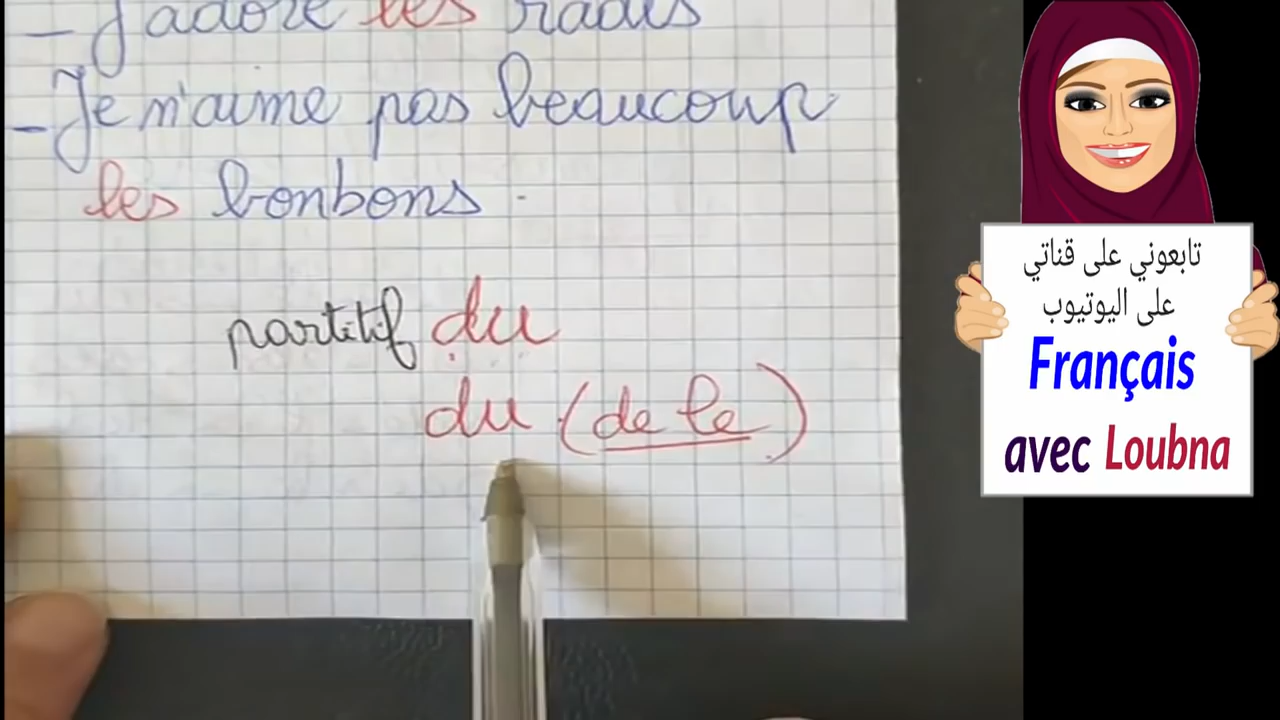 - J'adore les radis
- Je n'aime pas beaucoup
les bonbons.
partitif du
du (de le)
تابعوني على قناتي
على اليوتيوب
Français
avec Loubna